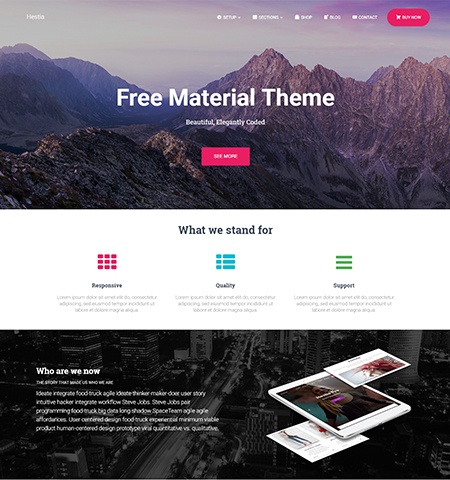 Hestia
SETUP SECTIONS SHOP BLOG CONTACT BUY NOW
Free Material Theme
Beautiful, Elegantly Coded
SEE MORE
What we stand for
Responsive Quality Support
Lorem ipsum dolor sit amet elit, consectetur Lorem ipsum dolor sit amet elit, consectetur Lorem ipsum dolor sit amet elit, consectetur
adipiscing, sed eiusmod tempor incididunt ut adipiscing, sed eiusmod tempor incididunt ut adipiscing, sed eiusmod tempor incididunt ut
labore et dolore magna aliqua. labore et dolore magna aliqua. labore et dolore magna aliqua.
Who are we now
THE STORY THAT MADE US WHO WE ARE
Ideate integrate food-truck agile Ideate thinker-maker-doer user story
intuitive hacker integrate workflow Steve Jobs. Steve Jobs pair
programming food-truck big data long shadow SpaceTeam agile agile
affordances. User centered design food-truck experiential minimum viable
product human-centered design prototype viral quantitative vs. qualitative.